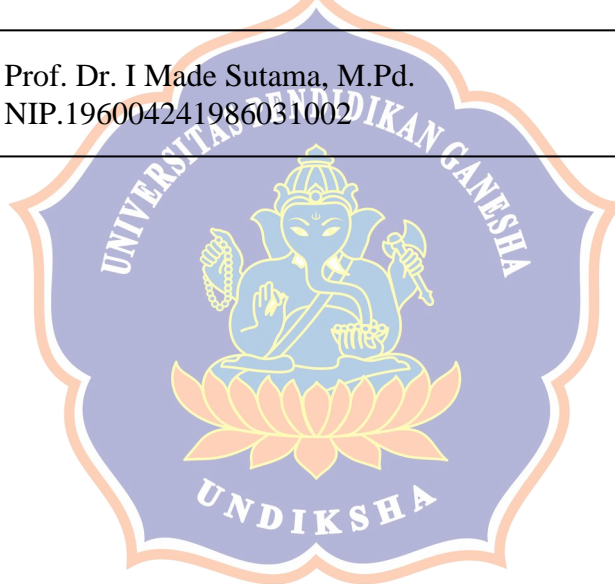 Prof. Dr. I Made Sutama, M.Pd.
NIP.196004241986031002
UNIVERSITAS PENDIDIKAN GANESHA
UNDIKSHA